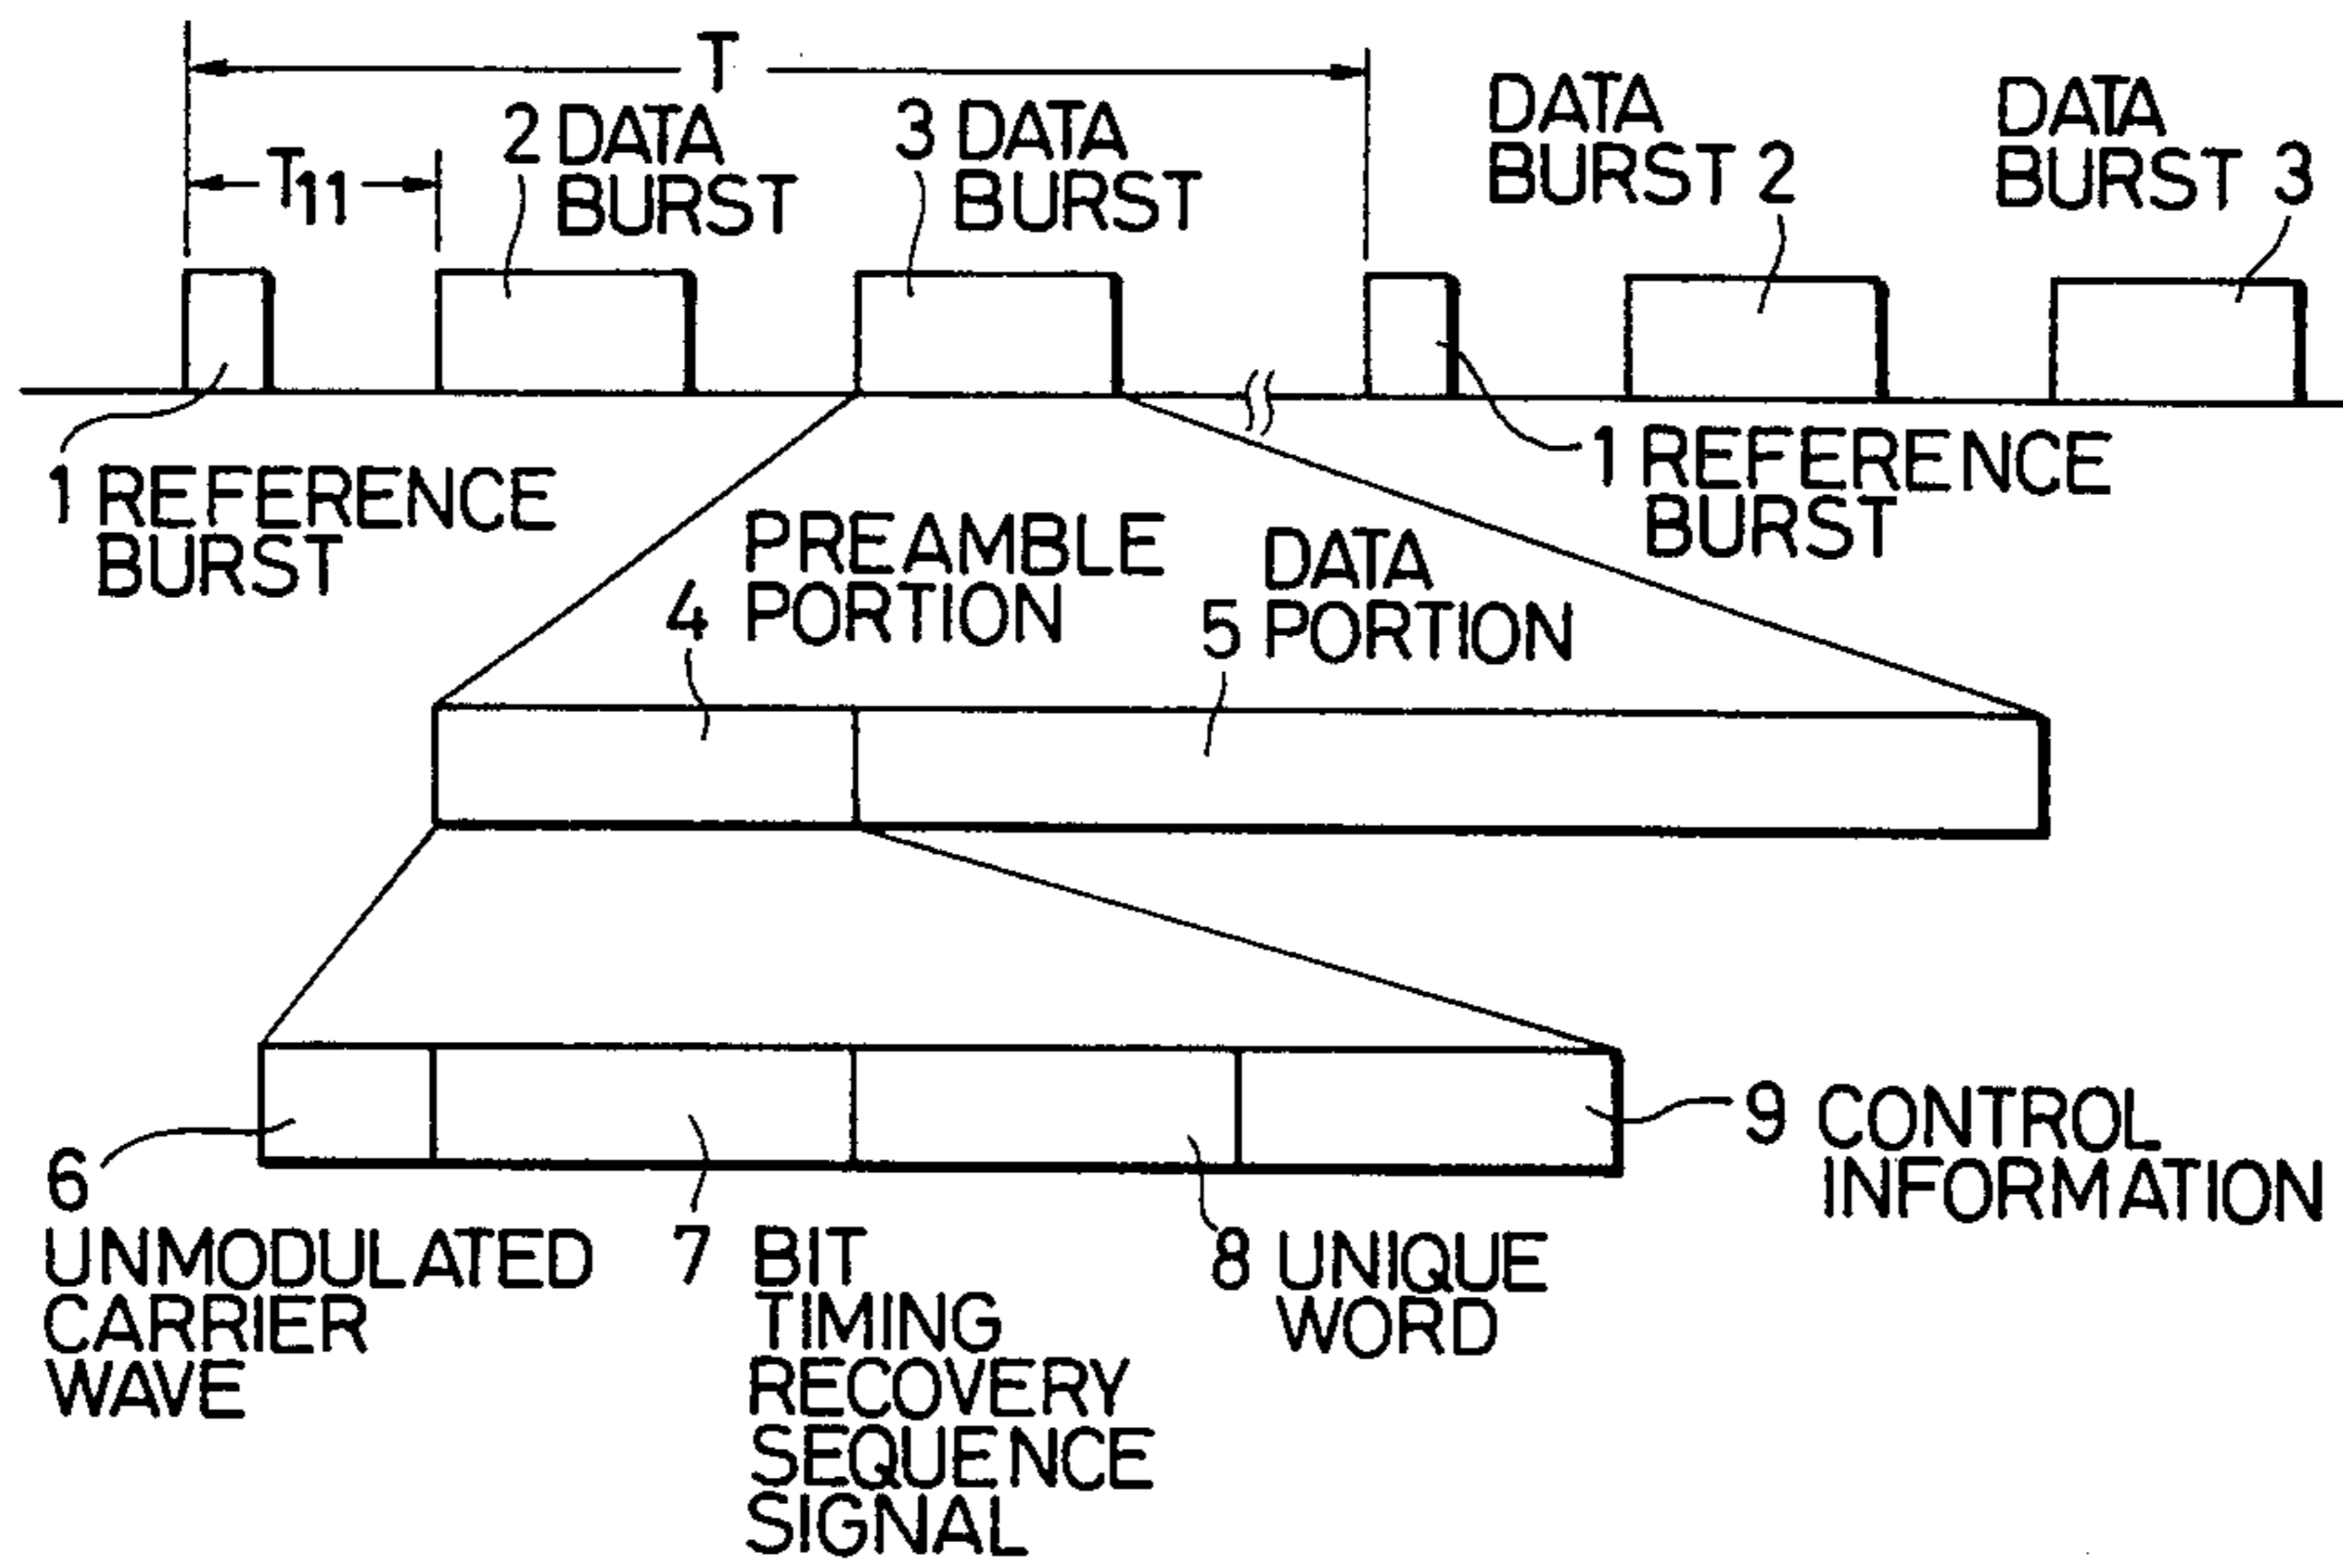 T
T11
2 DATA
BURST
3 DATA
BURST
DATA
BURST 2
DATA
BURST 3
1 REFERENCE
BURST
1 REFERENCE
BURST
4 PREAMBLE
PORTION
5 DATA
PORTION
6
UNMODULATED
CARRIER
WAVE
7 BIT
TIMING
RECOVERY
SEQUENCE
SIGNAL
8 UNIQUE
WORD
9 CONTROL
INFORMATION